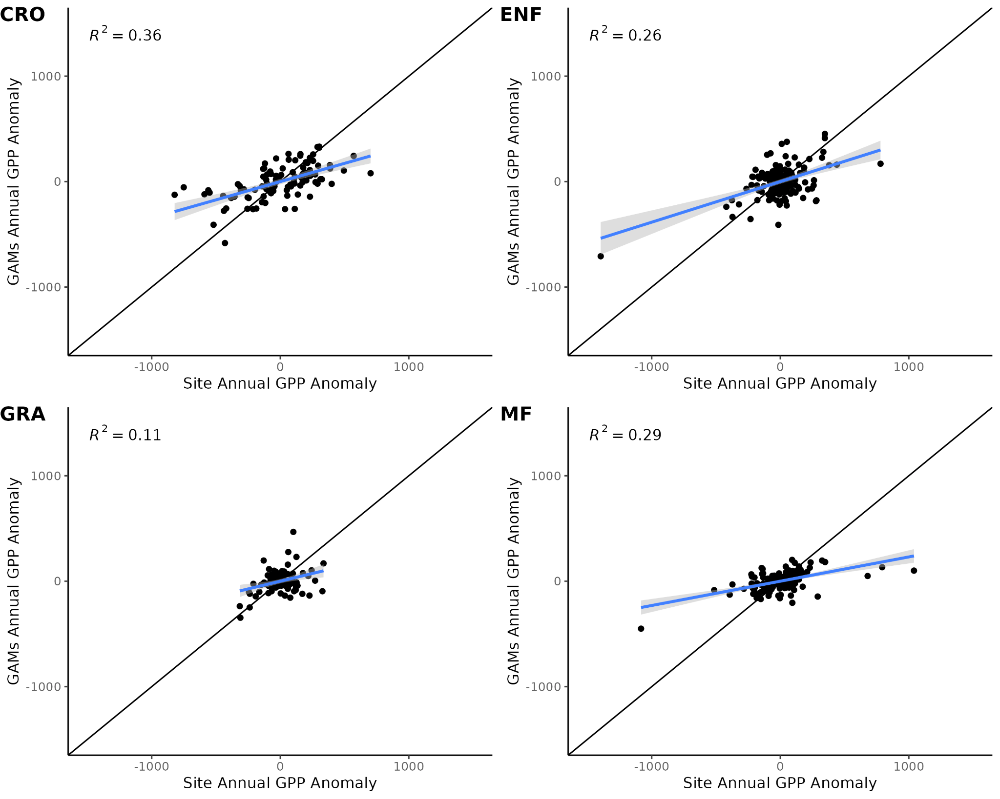 CRO
R² = 0.36
GAMs Annual GPP Anomaly
1000
0
-1000
-1000 0 1000
Site Annual GPP Anomaly
ENF
R² = 0.26
GAMs Annual GPP Anomaly
1000
0
-1000
-1000 0 1000
Site Annual GPP Anomaly
GRA
R² = 0.11
GAMs Annual GPP Anomaly
1000
0
-1000
-1000 0 1000
Site Annual GPP Anomaly
MF
R² = 0.29
GAMs Annual GPP Anomaly
1000
0
-1000
-1000 0 1000
Site Annual GPP Anomaly